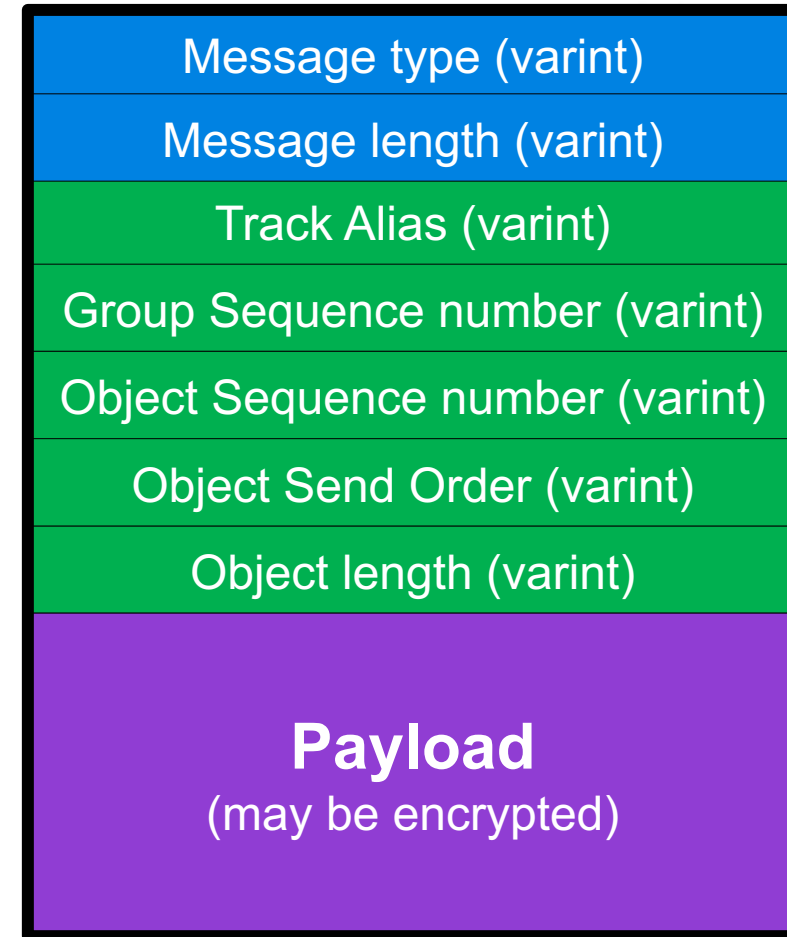 Message type (varint)
Message length (varint)
Track Alias (varint)
Group Sequence number (varint)
Object Sequence number (varint)
Object Send Order (varint)
Object length (varint)
Payload
(may be encrypted)